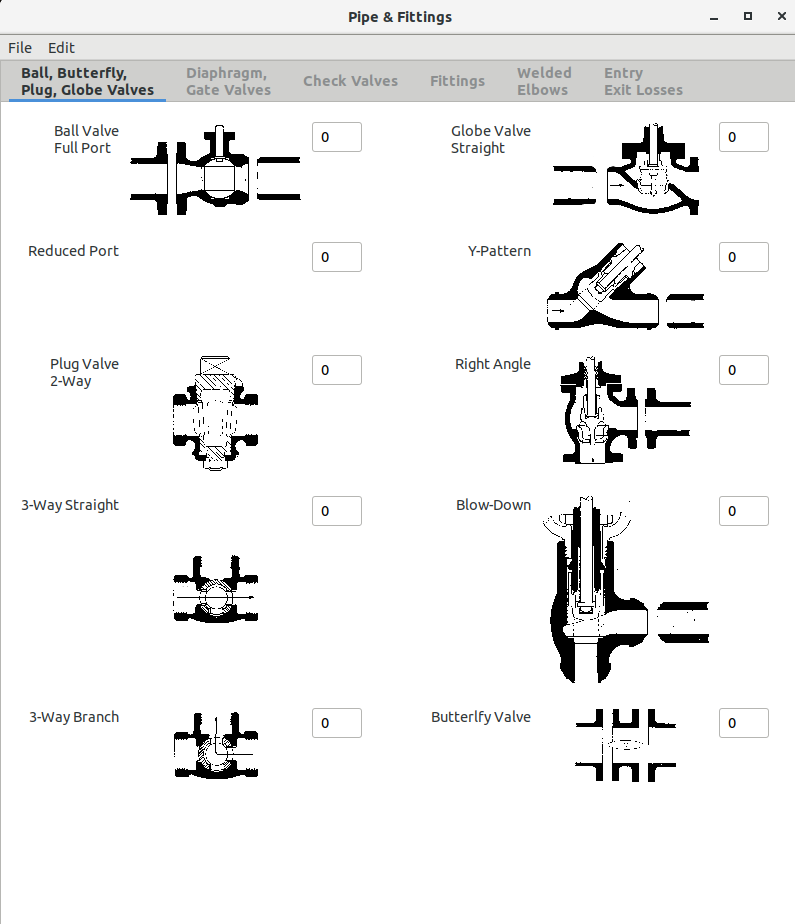 Pipe & Fittings
File Edit
Ball, Butterfly,
Plug, Globe Valves
Diaphragm,
Gate Valves
Check Valves
Fittings
Welded
Elbows
Entry
Exit Losses
Ball Valve
Full Port
0
Globe Valve
Straight
0
Reduced Port
0
Y-Pattern
0
Plug Valve
2-Way
0
Right Angle
0
3-Way Straight
0
Blow-Down
0
3-Way Branch
0
Butterlfy Valve
0